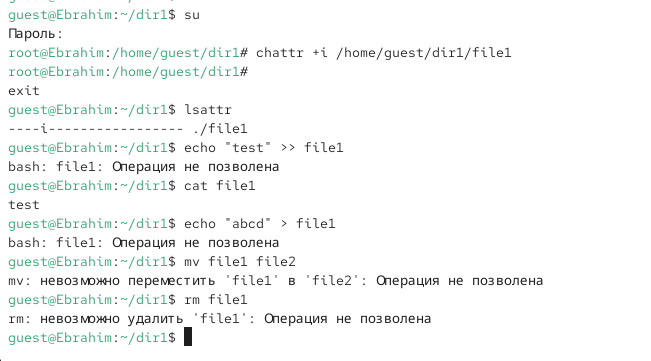 guest@Ebrahim:~/dir1$ su
Пароль:
root@Ebrahim:/home/guest/dir1# chattr +i /home/guest/dir1/file1
root@Ebrahim:/home/guest/dir1#
exit
guest@Ebrahim:~/dir1$ lsattr
----i----------------- ./file1
guest@Ebrahim:~/dir1$ echo "test" >> file1
bash: file1: Операция не позволена
guest@Ebrahim:~/dir1$ cat file1
test
guest@Ebrahim:~/dir1$ echo "abcd" > file1
bash: file1: Операция не позволена
guest@Ebrahim:~/dir1$ mv file1 file2
mv: невозможно переместить 'file1' в 'file2': Операция не позволена
guest@Ebrahim:~/dir1$ rm file1
rm: невозможно удалить 'file1': Операция не позволена
guest@Ebrahim:~/dir1$